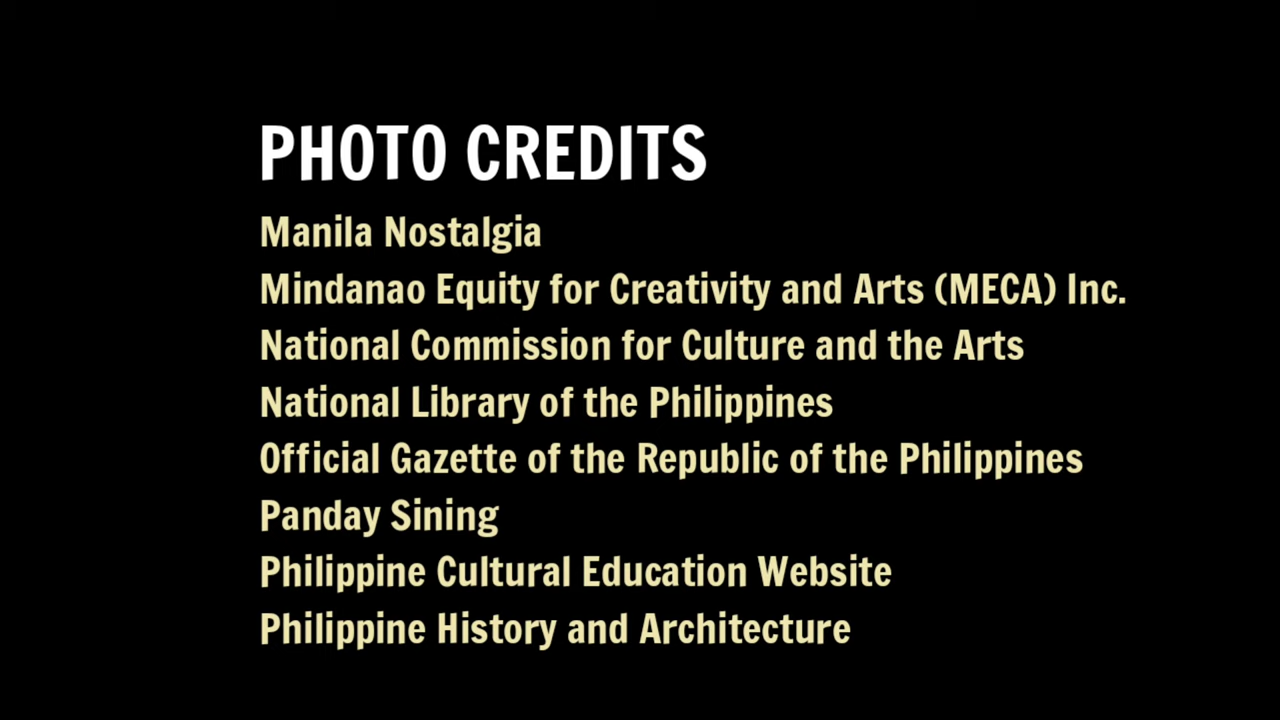 PHOTO CREDITS
Manila Nostalgia
Mindanao Equity for Creativity and Arts (MECA) Inc.
National Commission for Culture and the Arts
National Library of the Philippines
Official Gazette of the Republic of the Philippines
Panday Sining
Philippine Cultural Education Website
Philippine History and Architecture